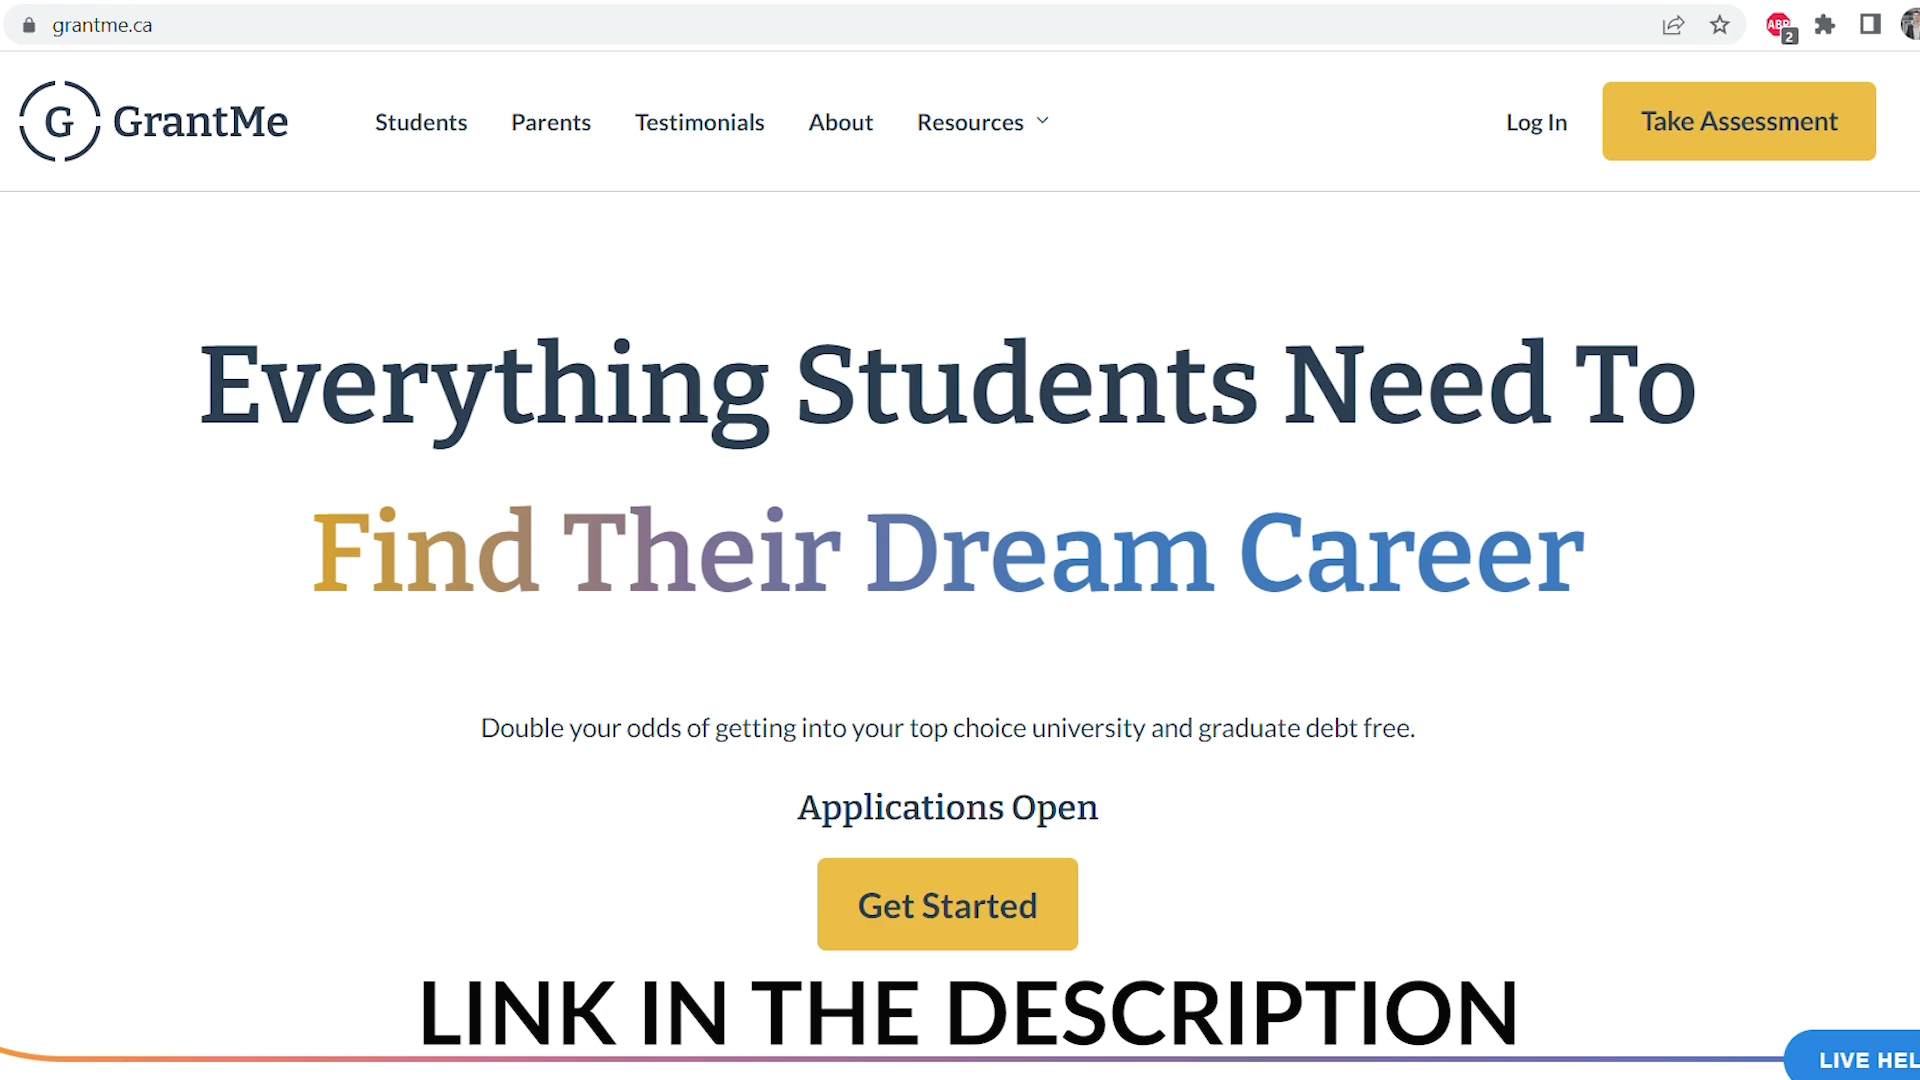 grantme.ca
ABP
2
G GrantMe
Students Parents Testimonials About Resources
Log In
Take Assessment
Everything Students Need To
Find Their Dream Career
Double your odds of getting into your top choice university and graduate debt free.
Applications Open
Get Started
LINK IN THE DESCRIPTION
LIVE HEL